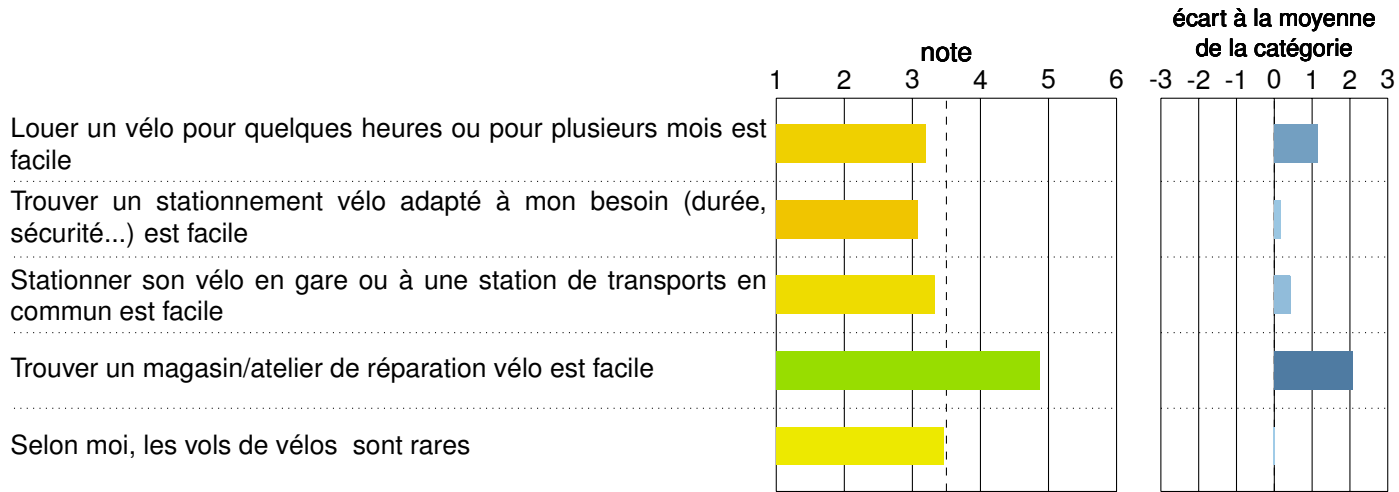 écart à la moyenne
note
de la catégorie
1 2 3 4 5 6 -3 -2 -1 0 1 2 3
Louer un vélo pour quelques heures ou pour plusieurs mois est
facile
Trouver un stationnement vélo adapté à mon besoin (durée,
sécurité...) est facile
Stationner son vélo en gare ou à une station de transports en
commun est facile
Trouver un magasin/atelier de réparation vélo est facile
Selon moi, les vols de vélos sont rares